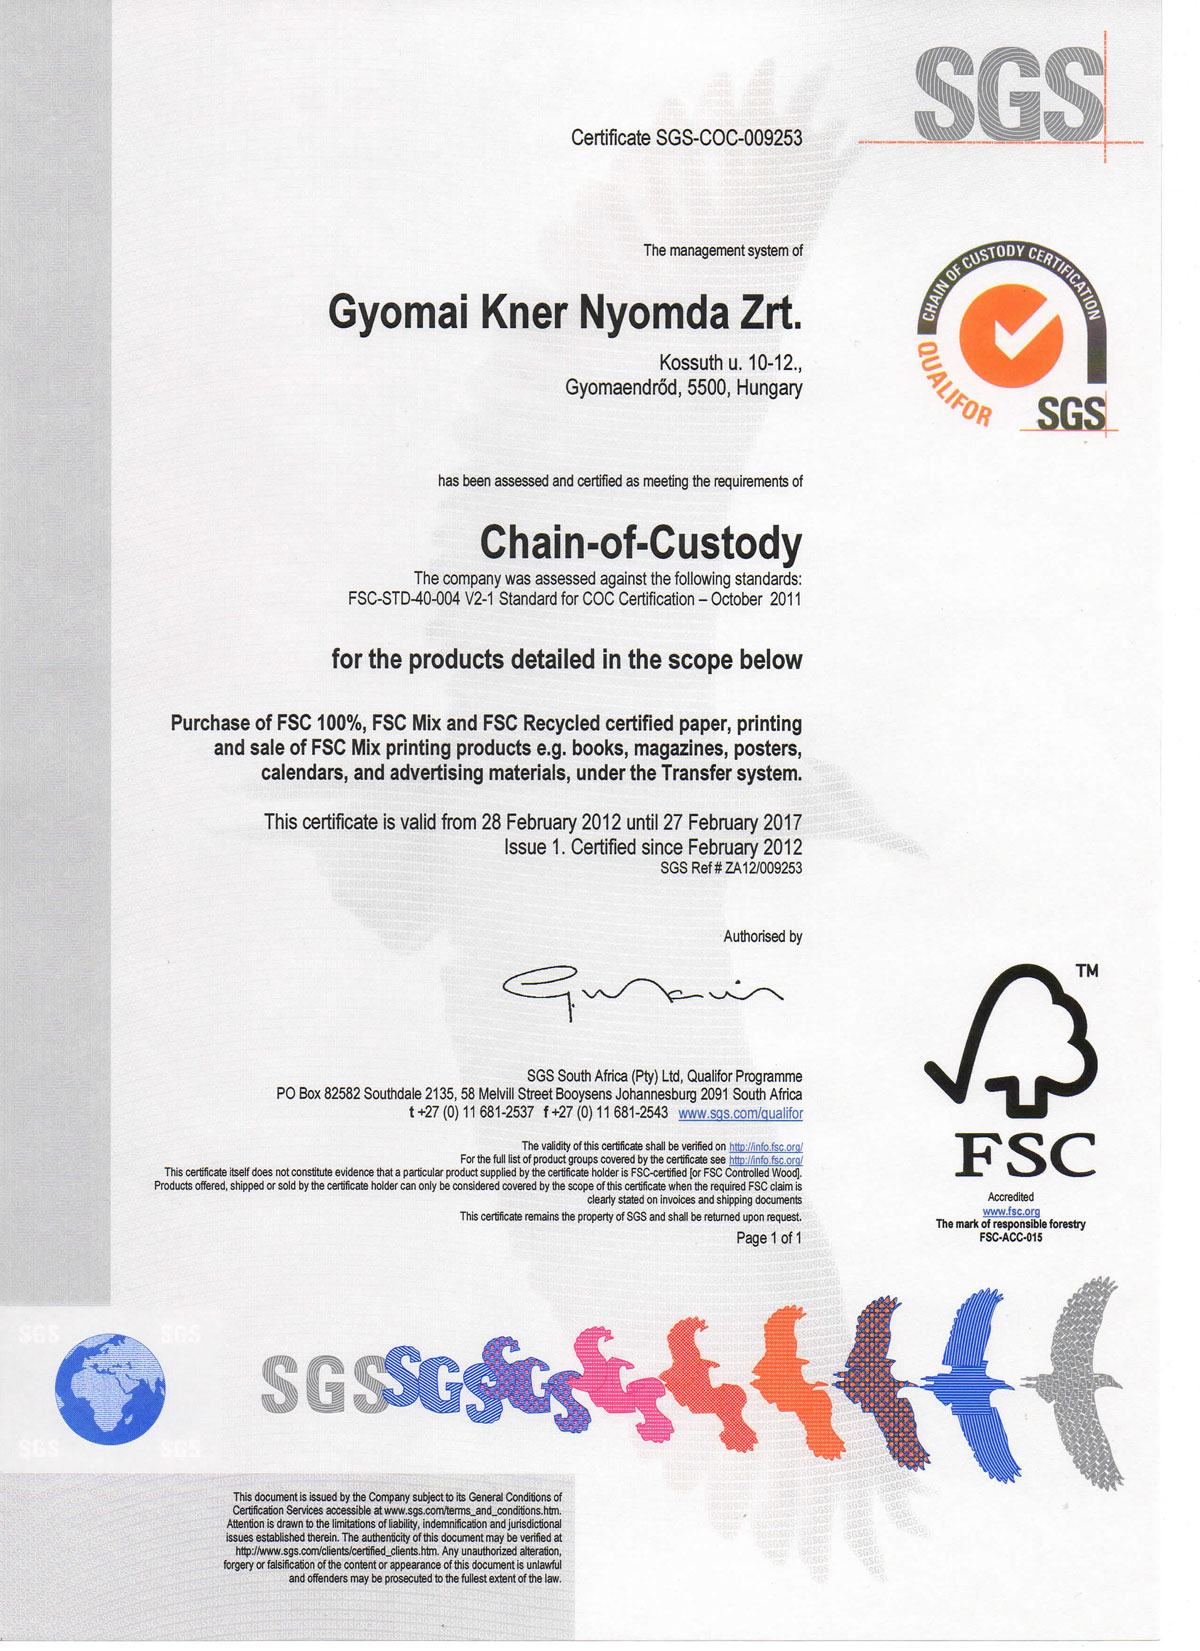 SGS
Certificate SGS-COC-009253
The management system of
Gyomai Kner Nyomda Zrt.
Kossuth u. 10-12.,
Gyomaendrőd, 5500, Hungary
CHAIN OF CUSTODY CERTIFICATION
QUALIFOR
SGS
has been assessed and certified as meeting the requirements of
Chain-of-Custody
The company was assessed against the following standards:
FSC-STD-40-004 V2-1 Standard for COC Certification – October 2011
for the products detailed in the scope below
Purchase of FSC 100%, FSC Mix and FSC Recycled certified paper, printing
and sale of FSC Mix printing products e.g. books, magazines, posters,
calendars, and advertising materials, under the Transfer system.
This certificate is valid from 28 February 2012 until 27 February 2017
Issue 1. Certified since February 2012
SGS Ref # ZA12/009253
Authorised by
SGS South Africa (Pty) Ltd, Qualifor Programme
PO Box 82582 Southdale 2135, 58 Melvill Street Booysens Johannesburg 2091 South Africa
t +27 (0) 11 681-2537 f +27 (0) 11 681-2543 www.sgs.com/qualifor
The validity of this certificate shall be verified on http://info.fsc.org/
For the full list of product groups covered by the certificate see http://info.fsc.org/
This certificate itself does not constitute evidence that a particular product supplied by the certificate holder is FSC-certified [or FSC Controlled Wood].
Products offered, shipped or sold by the certificate holder can only be considered covered by the scope of this certificate when the required FSC claim is
clearly stated on invoices and shipping documents
This certificate remains the property of SGS and shall be returned upon request.
Page 1 of 1
TM
FSC
Accredited
www.fsc.org
The mark of responsible forestry
FSC-ACC-015
SGS SGS
SGS SGS
SGS SGS SGS
This document is issued by the Company subject to its General Conditions of
Certification Services accessible at www.sgs.com/terms_and_conditions.htm.
Attention is drawn to the limitations of liability, indemnification and jurisdictional
issues established therein. The authenticity of this document may be verified at
http://www.sgs.com/clients/certified_clients.htm. Any unauthorized alteration,
forgery or falsification of the content or appearance of this document is unlawful
and offenders may be prosecuted to the fullest extent of the law.